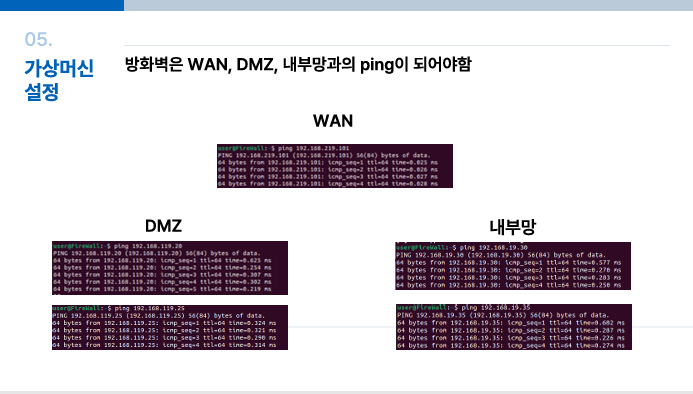 05.
가상머신
설정
방화벽은 WAN, DMZ, 내부망과의 ping이 되어야함
WAN
user@FireWall: $ ping 192.168.219.101
PING 192.168.219.101 (192.168.219.101) 56(84) bytes of data.
64 bytes from 192.168.219.101: icmp_seq=1 ttl=64 time=0.025 ms
64 bytes from 192.168.219.101: icmp_seq=2 ttl=64 time=0.026 ms
64 bytes from 192.168.219.101: icmp_seq=3 ttl=64 time=0.027 ms
64 bytes from 192.168.219.101: icmp_seq=4 ttl=64 time=0.028 ms
DMZ
user@FireWall: $ ping 192.168.119.20
PING 192.168.119.20 (192.168.119.20) 56(84) bytes of data.
64 bytes from 192.168.119.20: icmp_seq=1 ttl=64 time=0.625 ms
64 bytes from 192.168.119.20: icmp_seq=2 ttl=64 time=0.254 ms
64 bytes from 192.168.119.20: icmp_seq=3 ttl=64 time=0.307 ms
64 bytes from 192.168.119.20: icmp_seq=4 ttl=64 time=0.302 ms
64 bytes from 192.168.119.20: icmp_seq=5 ttl=64 time=0.219 ms
user@FireWall: $ ping 192.168.119.25
PING 192.168.119.25 (192.168.119.25) 56(84) bytes of data.
64 bytes from 192.168.119.25: icmp_seq=1 ttl=64 time=0.324 ms
64 bytes from 192.168.119.25: icmp_seq=2 ttl=64 time=0.321 ms
64 bytes from 192.168.119.25: icmp_seq=3 ttl=64 time=0.290 ms
64 bytes from 192.168.119.25: icmp_seq=4 ttl=64 time=0.314 ms
내부망
user@FireWall: $ ping 192.168.19.30
PING 192.168.19.30 (192.168.19.30) 56(84) bytes of data.
64 bytes from 192.168.19.30: icmp_seq=1 ttl=64 time=0.577 ms
64 bytes from 192.168.19.30: icmp_seq=2 ttl=64 time=0.270 ms
64 bytes from 192.168.19.30: icmp_seq=3 ttl=64 time=0.283 ms
64 bytes from 192.168.19.30: icmp_seq=4 ttl=64 time=0.250 ms
user@FireWall: $ ping 192.168.19.35
PING 192.168.19.35 (192.168.19.35) 56(84) bytes of data.
64 bytes from 192.168.19.35: icmp_seq=1 ttl=64 time=0.602 ms
64 bytes from 192.168.19.35: icmp_seq=2 ttl=64 time=0.287 ms
64 bytes from 192.168.19.35: icmp_seq=3 ttl=64 time=0.226 ms
64 bytes from 192.168.19.35: icmp_seq=4 ttl=64 time=0.274 ms